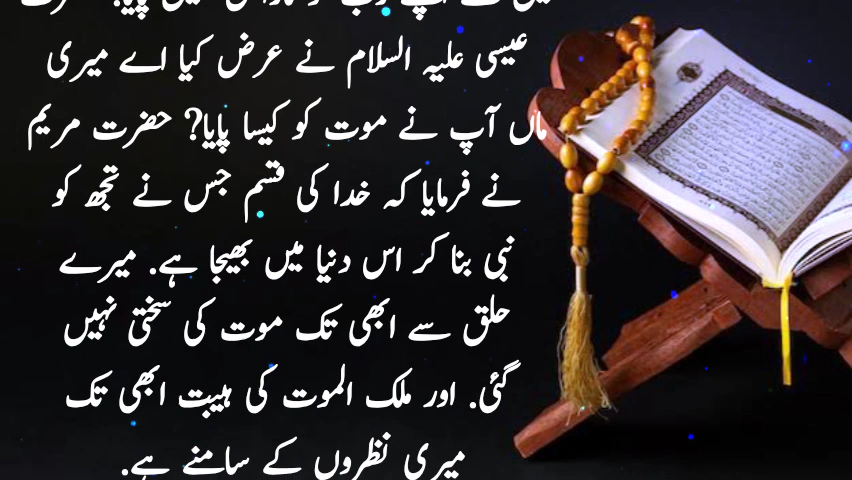 عیسی علیہ السلام نے عرض کیا اے میری
ماں آپ نے موت کو کیسا پایا? حضرت مریم
نے فرمایا کہ خدا کی قسم جس نے تجھ کو
نبی بنا کر اس دنیا میں بھیجا ہے. میرے
حلق سے ابھی تک موت کی سختی نہیں
گئی. اور ملک الموت کی ہیبت ابھی تک
میری نظروں کے سامنے ہے.